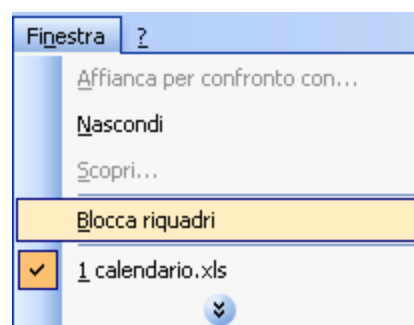 Finestra ?
Affianca per confronto con...
Nascondi
Scopri...
Blocca riquadri
1 calendario.xls